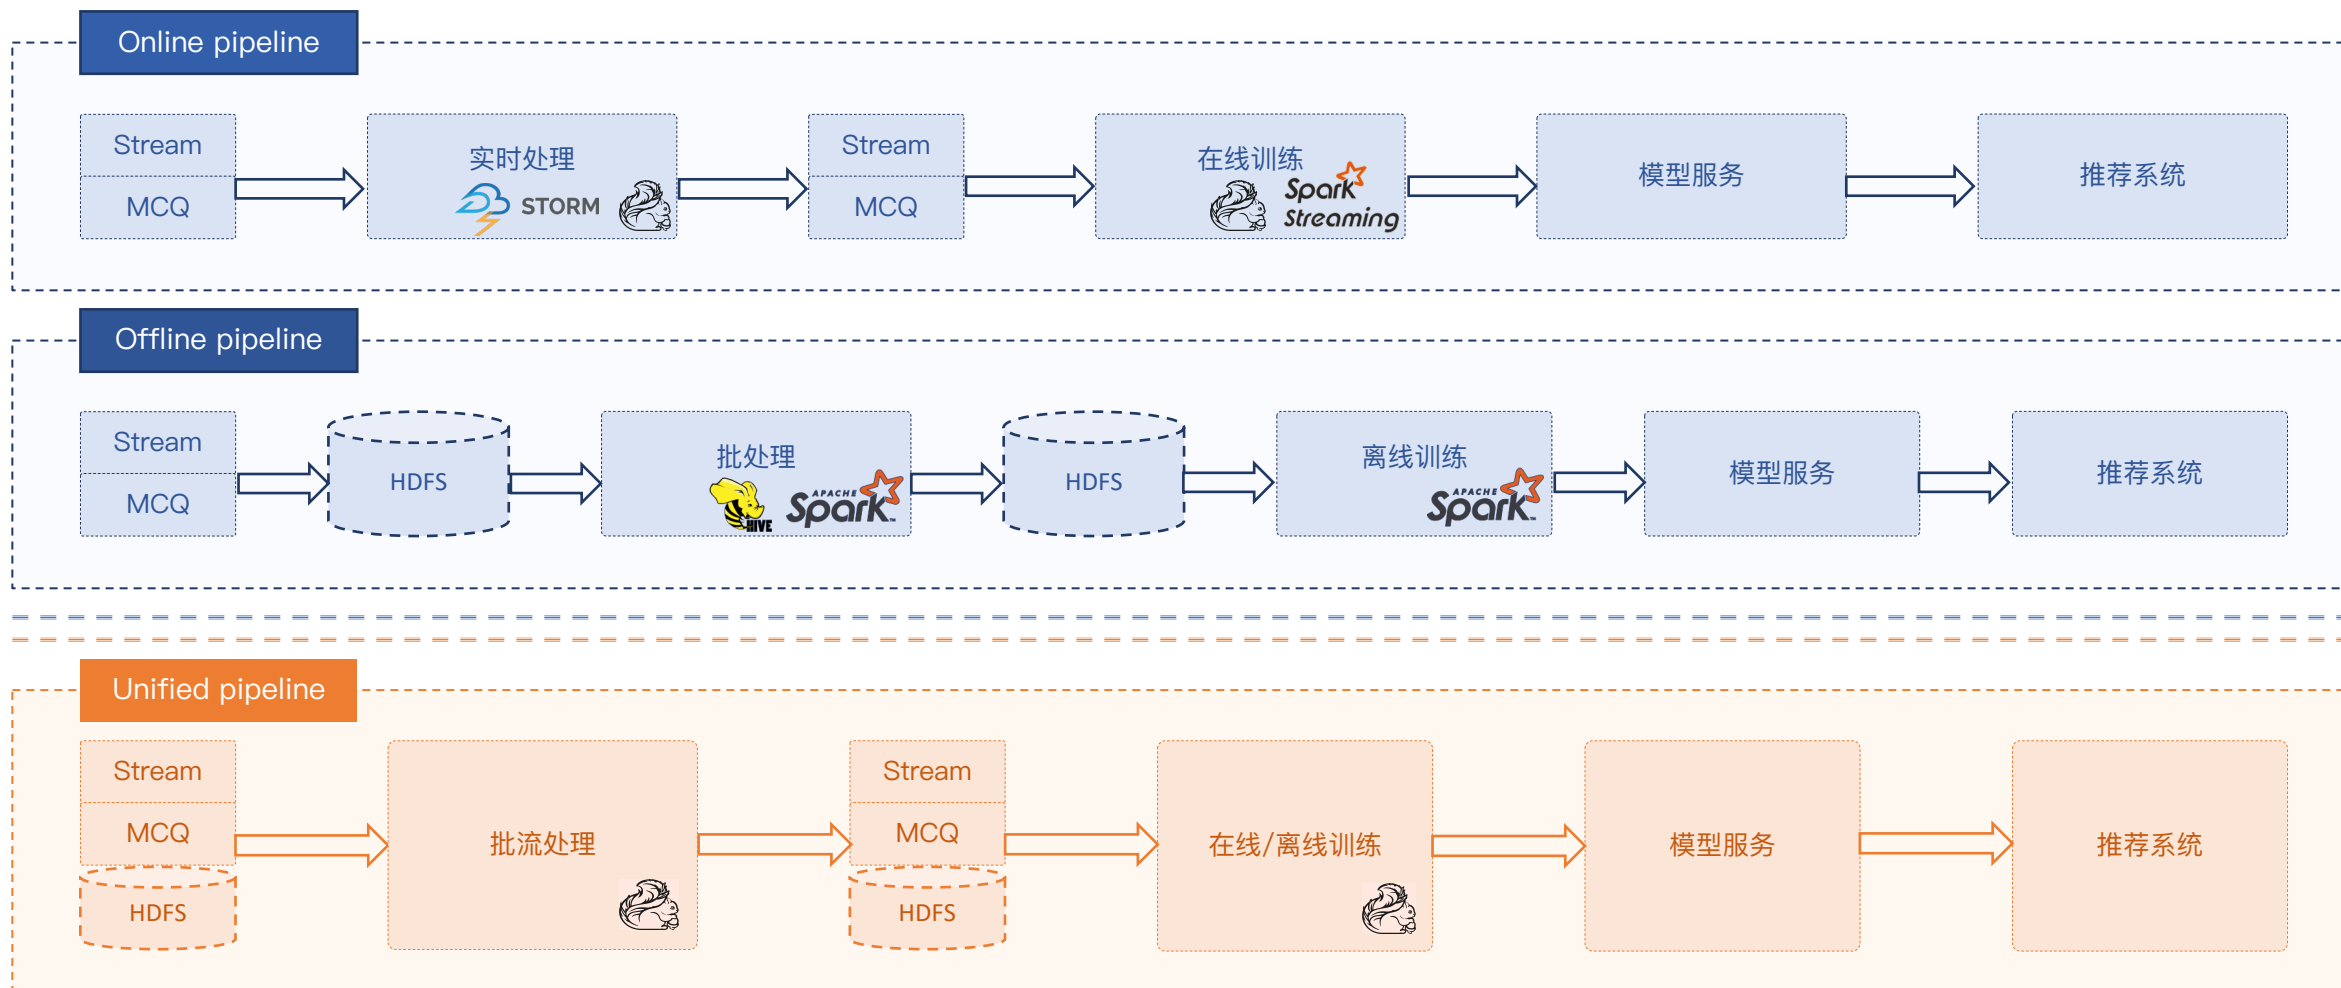 Online pipeline
Stream
MCQ
实时处理
STORM
Stream
MCQ
在线训练
Spark
Streaming
模型服务
推荐系统
Offline pipeline
Stream
MCQ
HDFS
批处理
HIVE
APACHE
Spark™
HDFS
离线训练
APACHE
Spark™
模型服务
推荐系统
Unified pipeline
Stream
MCQ
HDFS
批流处理
Stream
MCQ
HDFS
在线/离线训练
模型服务
推荐系统